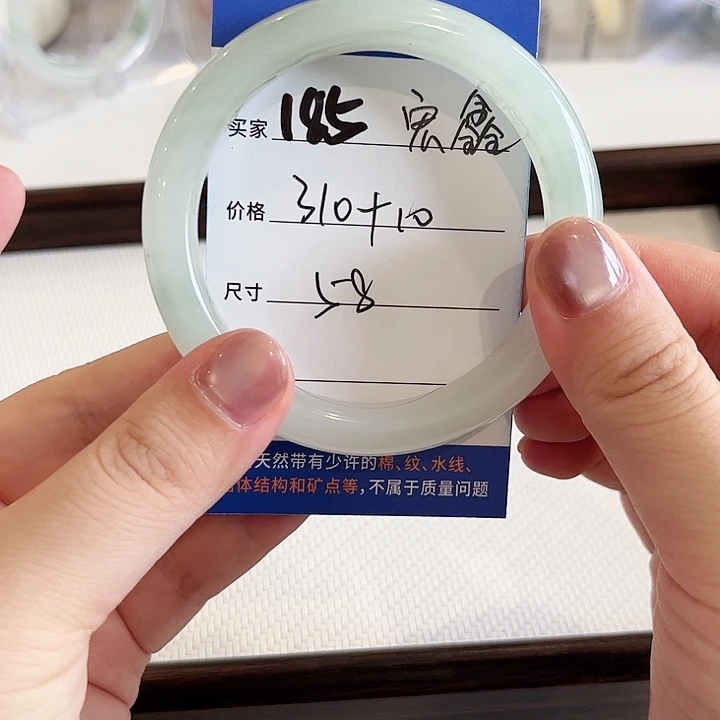 买家 185 宏鑫
价格 310+10
尺寸 58
天然带有少许的棉、纹、水线、
体结构和矿点等，不属于质量问题